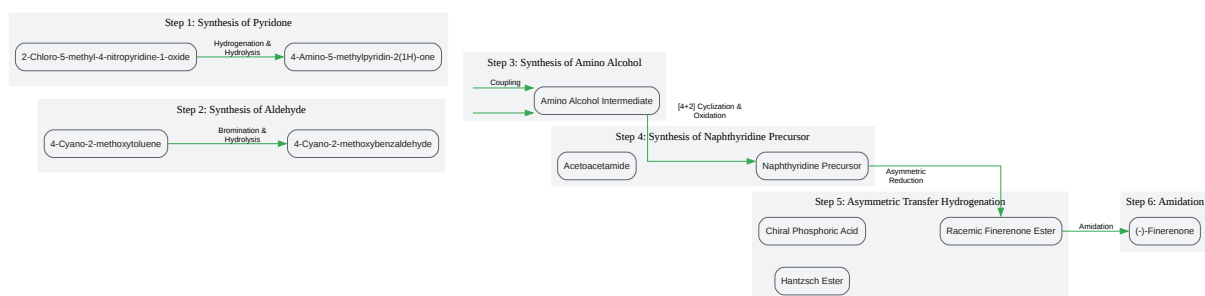 Step 1: Synthesis of Pyridone
2-Chloro-5-methyl-4-nitropyridine-1-oxide
Hydrogenation &
Hydrolysis
4-Amino-5-methylpyridin-2(1H)-one
Step 2: Synthesis of Aldehyde
4-Cyano-2-methoxytoluene
Bromination &
Hydrolysis
4-Cyano-2-methoxybenzaldehyde
Step 3: Synthesis of Amino Alcohol
Coupling
Amino Alcohol Intermediate
[4+2] Cyclization &
Oxidation
Step 4: Synthesis of Naphthyridine Precursor
Acetoacetamide
Naphthyridine Precursor
Asymmetric
Reduction
Step 5: Asymmetric Transfer Hydrogenation
Chiral Phosphoric Acid
Racemic Finerenone Ester
Hantzsch Ester
Amidation
Step 6: Amidation
(-)-Finerenone